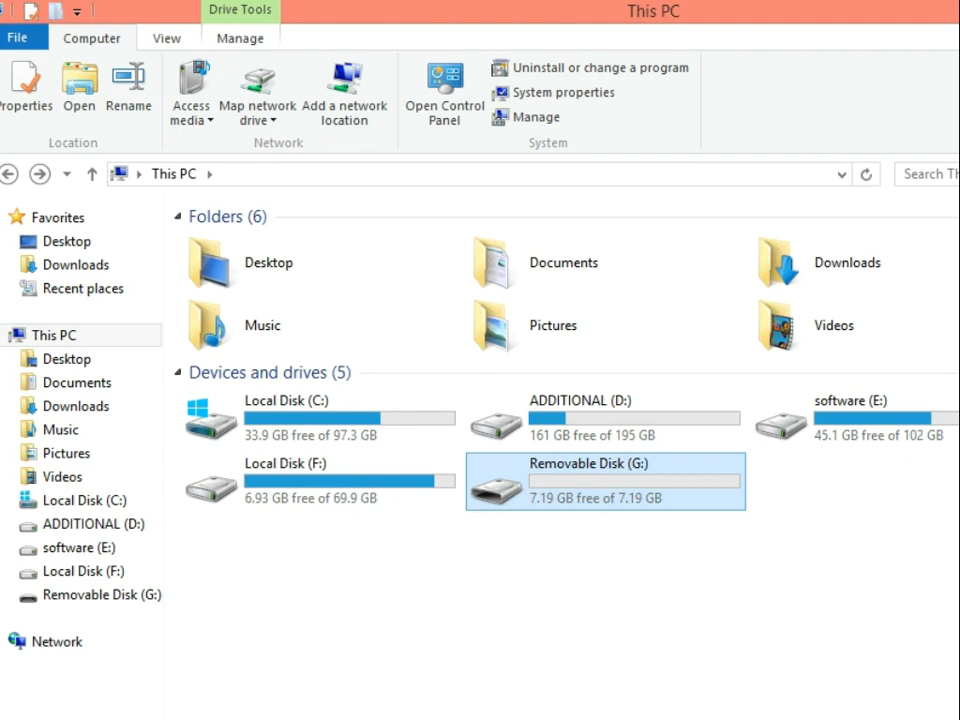 Drive Tools
This PC
File
Computer
View
Manage
Properties
Open
Rename
Access media
Map network drive
Add a network location
Open Control Panel
Uninstall or change a program
System properties
Manage
Location
Network
System
This PC
Search Th
Favorites
Desktop
Downloads
Recent places
This PC
Desktop
Documents
Downloads
Music
Pictures
Videos
Local Disk (C:)
ADDITIONAL (D:)
software (E:)
Local Disk (F:)
Removable Disk (G:)
Network
Folders (6)
Desktop
Documents
Downloads
Music
Pictures
Videos
Devices and drives (5)
Local Disk (C:)
33.9 GB free of 97.3 GB
ADDITIONAL (D:)
161 GB free of 195 GB
software (E:)
45.1 GB free of 102 GB
Local Disk (F:)
6.93 GB free of 69.9 GB
Removable Disk (G:)
7.19 GB free of 7.19 GB